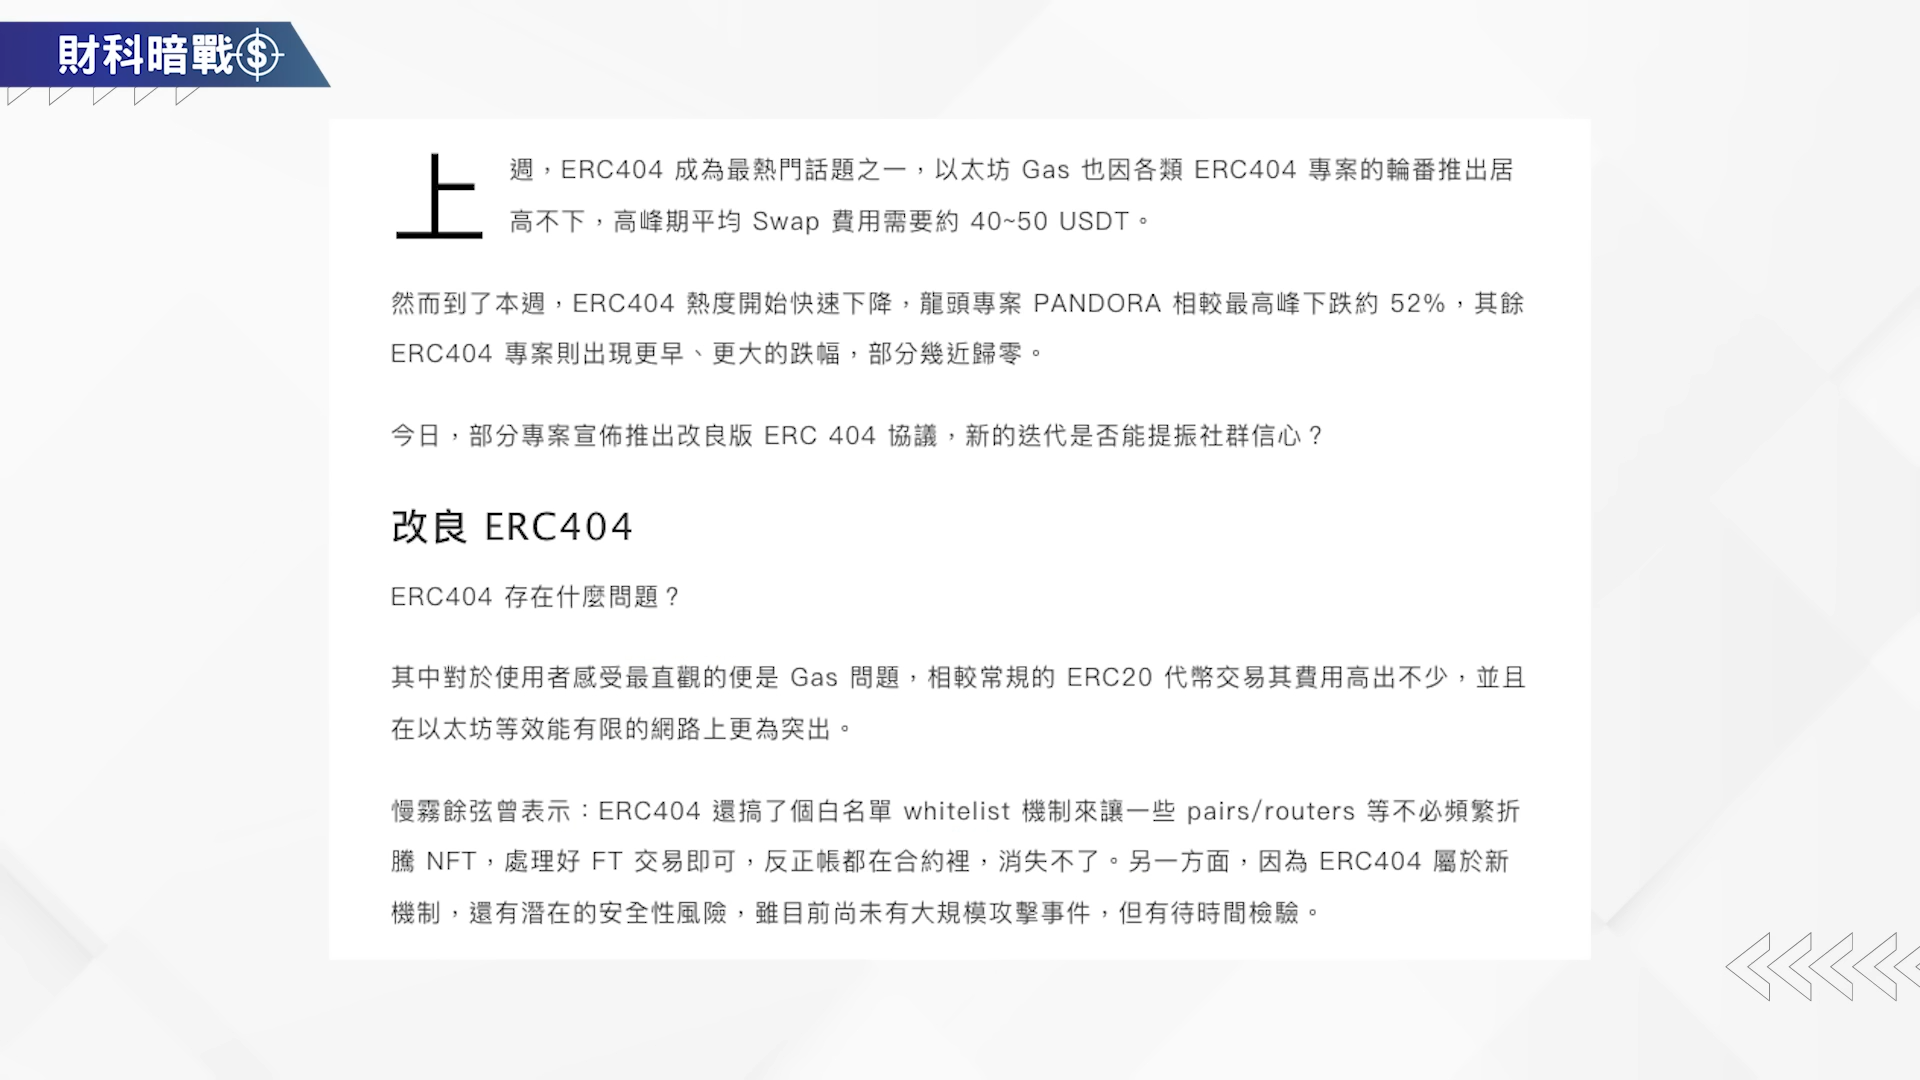 財科暗戰
上週，ERC404 成為最熱門話題之一，以太坊 Gas 也因各類 ERC404 專案的輪番推出居
高不下，高峰期平均 Swap 費用需要約 40~50 USDT。
然而到了本週，ERC404 熱度開始快速下降，龍頭專案 PANDORA 相較最高峰下跌約 52%，其餘
ERC404 專案則出現更早、更大的跌幅，部分幾近歸零。
今日，部分專案宣佈推出改良版 ERC 404 協議，新的迭代是否能提振社群信心？
改良 ERC404
ERC404 存在什麼問題？
其中對於使用者感受最直觀的便是 Gas 問題，相較常規的 ERC20 代幣交易其費用高出不少，並且
在以太坊等效能有限的網路上更為突出。
慢霧餘弦曾表示：ERC404 還搞了個白名單 whitelist 機制來讓一些 pairs/routers 等不必頻繁折
騰 NFT，處理好 FT 交易即可，反正帳都在合約裡，消失不了。另一方面，因為 ERC404 屬於新
機制，還有潛在的安全性風險，雖目前尚未有大規模攻擊事件，但有待時間檢驗。